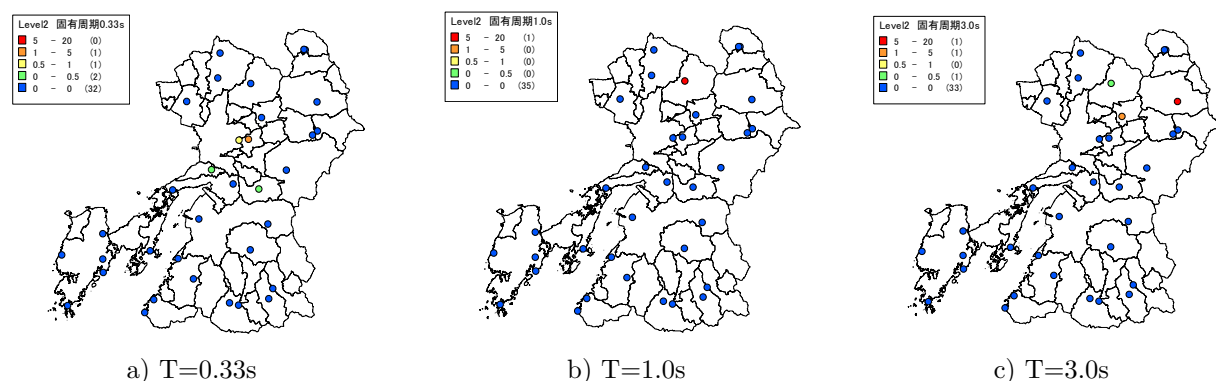 Level2 固有周期0.33s
5 - 20 (0)
1 - 5 (1)
0.5 - 1 (1)
0 - 0.5 (2)
0 - 0 (32)
Level2 固有周期1.0s
5 - 20 (1)
1 - 5 (0)
0.5 - 1 (0)
0 - 0.5 (0)
0 - 0 (35)
Level2 固有周期3.0s
5 - 20 (1)
1 - 5 (1)
0.5 - 1 (0)
0 - 0.5 (1)
0 - 0 (33)
a) T=0.33s
b) T=1.0s
c) T=3.0s